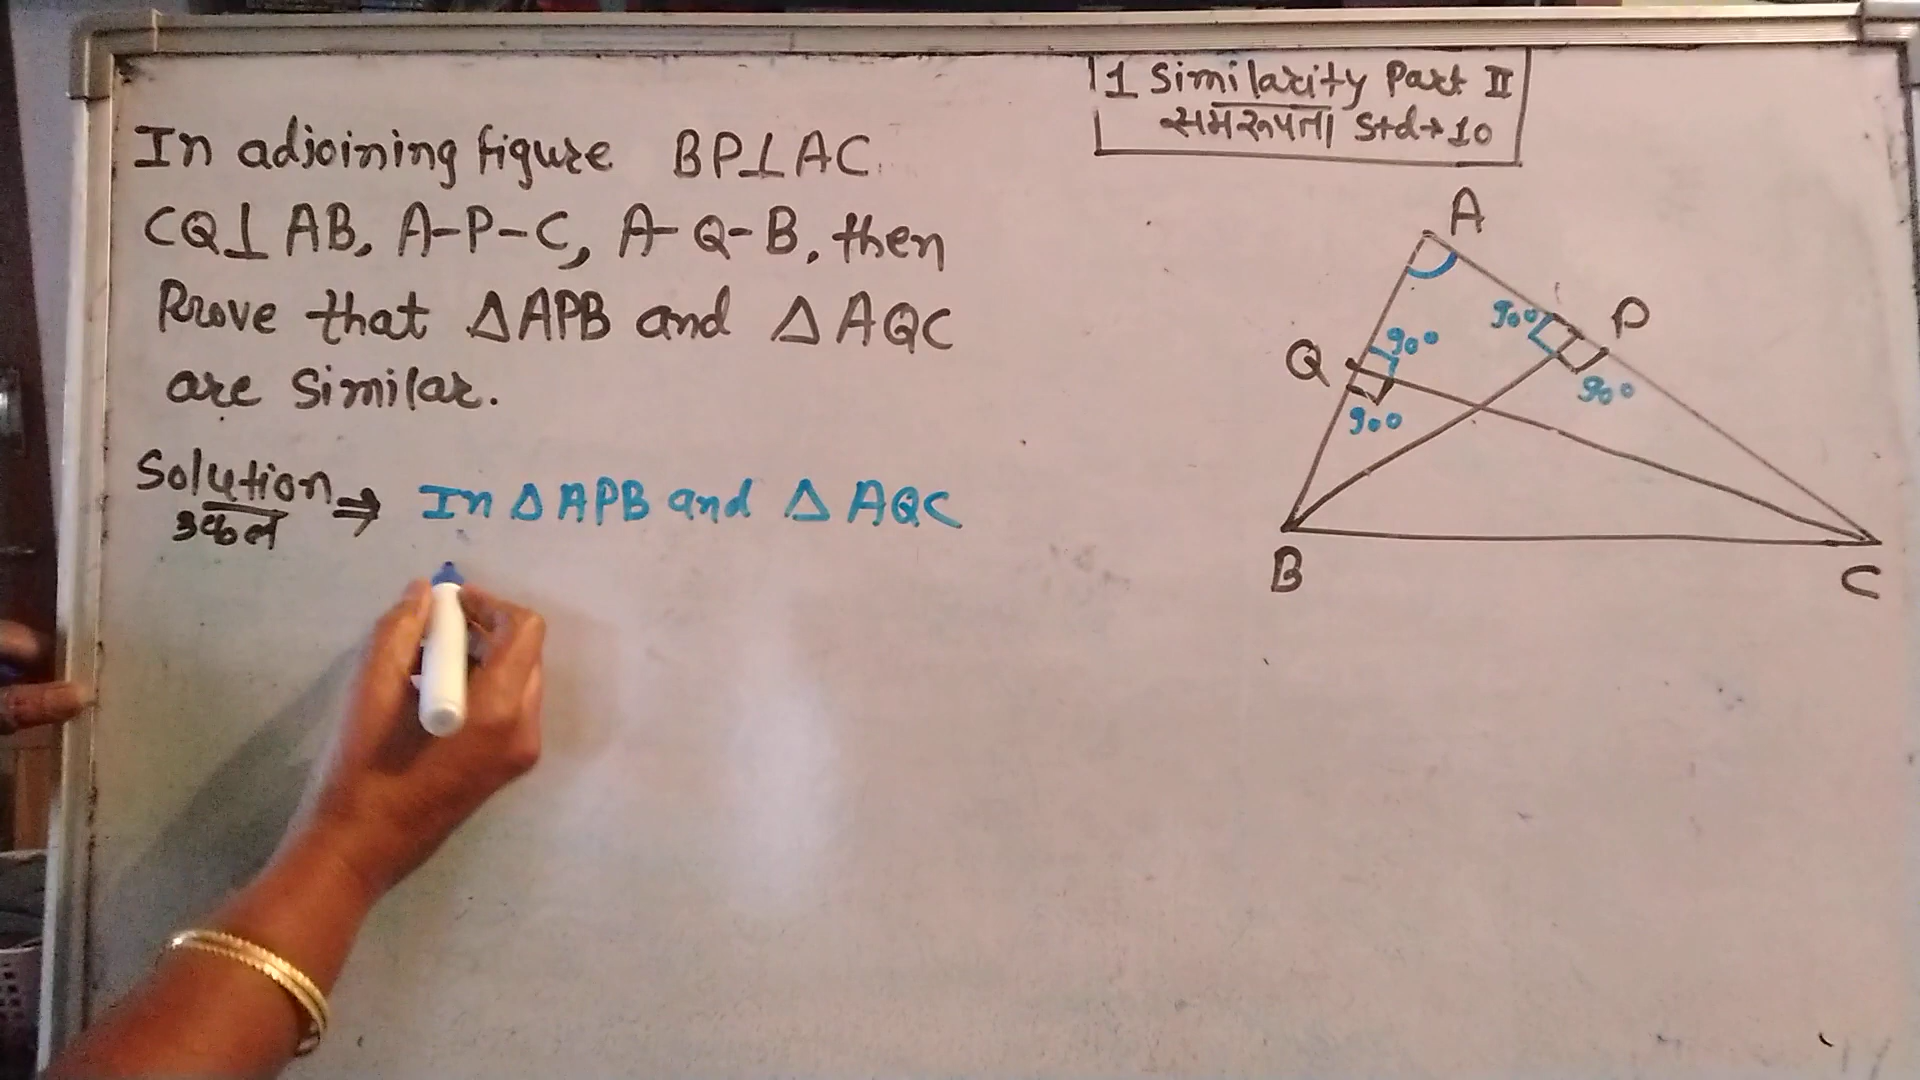 1 Similarity Part II
समरूपता Std→10
In adjoining figure BP⊥AC
CQ⊥AB, A-P-C, A-Q-B, then
Prove that ΔAPB and ΔAQC
are Similar.
Solution ⇒ In ΔAPB and ΔAQC
उकल
A
P
90°
90°
90°
Q
90°
B
C